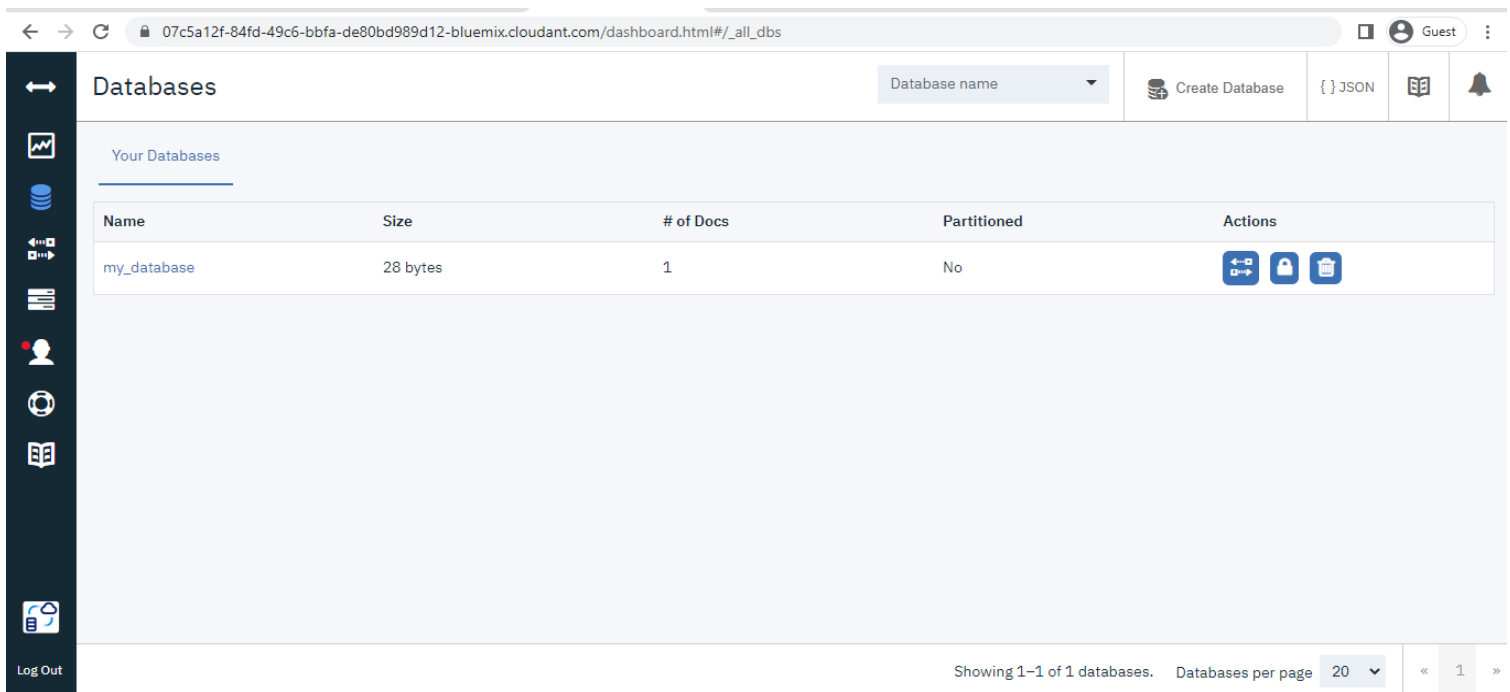 07c5a12f-84fd-49c6-bbfa-de80bd989d12-bluemix.cloudant.com/dashboard.html#/_all_dbs
Guest
Databases
Database name
Create Database
{ } JSON
Your Databases
Name Size # of Docs Partitioned Actions
my_database 28 bytes 1 No
Log Out
Showing 1–1 of 1 databases. Databases per page 20 « 1 »